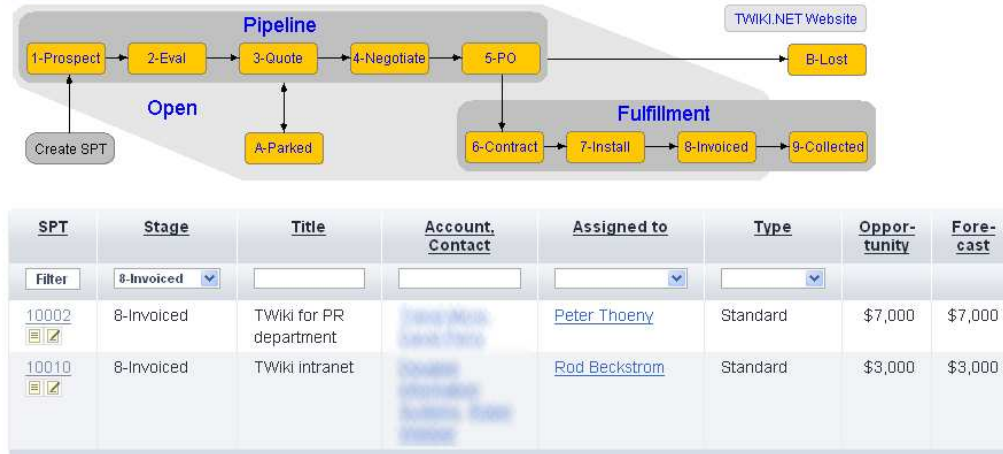 Pipeline
TWIKI.NET Website
1-Prospect
2-Eval
3-Quote
4-Negotiate
5-PO
B-Lost
Open
Fulfillment
Create SPT
A-Parked
6-Contract
7-Install
8-Invoiced
9-Collected
SPT Stage Title Account, Assigned to Type Oppor- Fore-
Contact tunity cast
Filter 8-Invoiced
10002 8-Invoiced TWiki for PR Peter Thoeny Standard $7,000 $7,000
department
10010 8-Invoiced TWiki intranet Rod Beckstrom Standard $3,000 $3,000